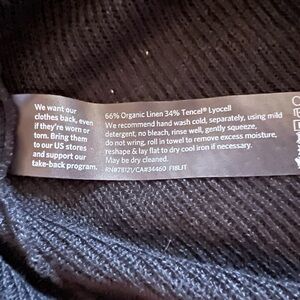 We want our
clothes back, even
if they're worn or
torn. Bring them
to our US stores
and support our
take-back program.
66% Organic Linen 34% Tencel® Lyocell
We recommend hand wash cold, separately, using mild
detergent, no bleach, rinse well, gently squeeze,
do not wring, roll in towel to remove excess moisture,
reshape & lay flat to dry cool iron if necessary.
May be dry cleaned.
RN#78121/CA#34460 F18LFT